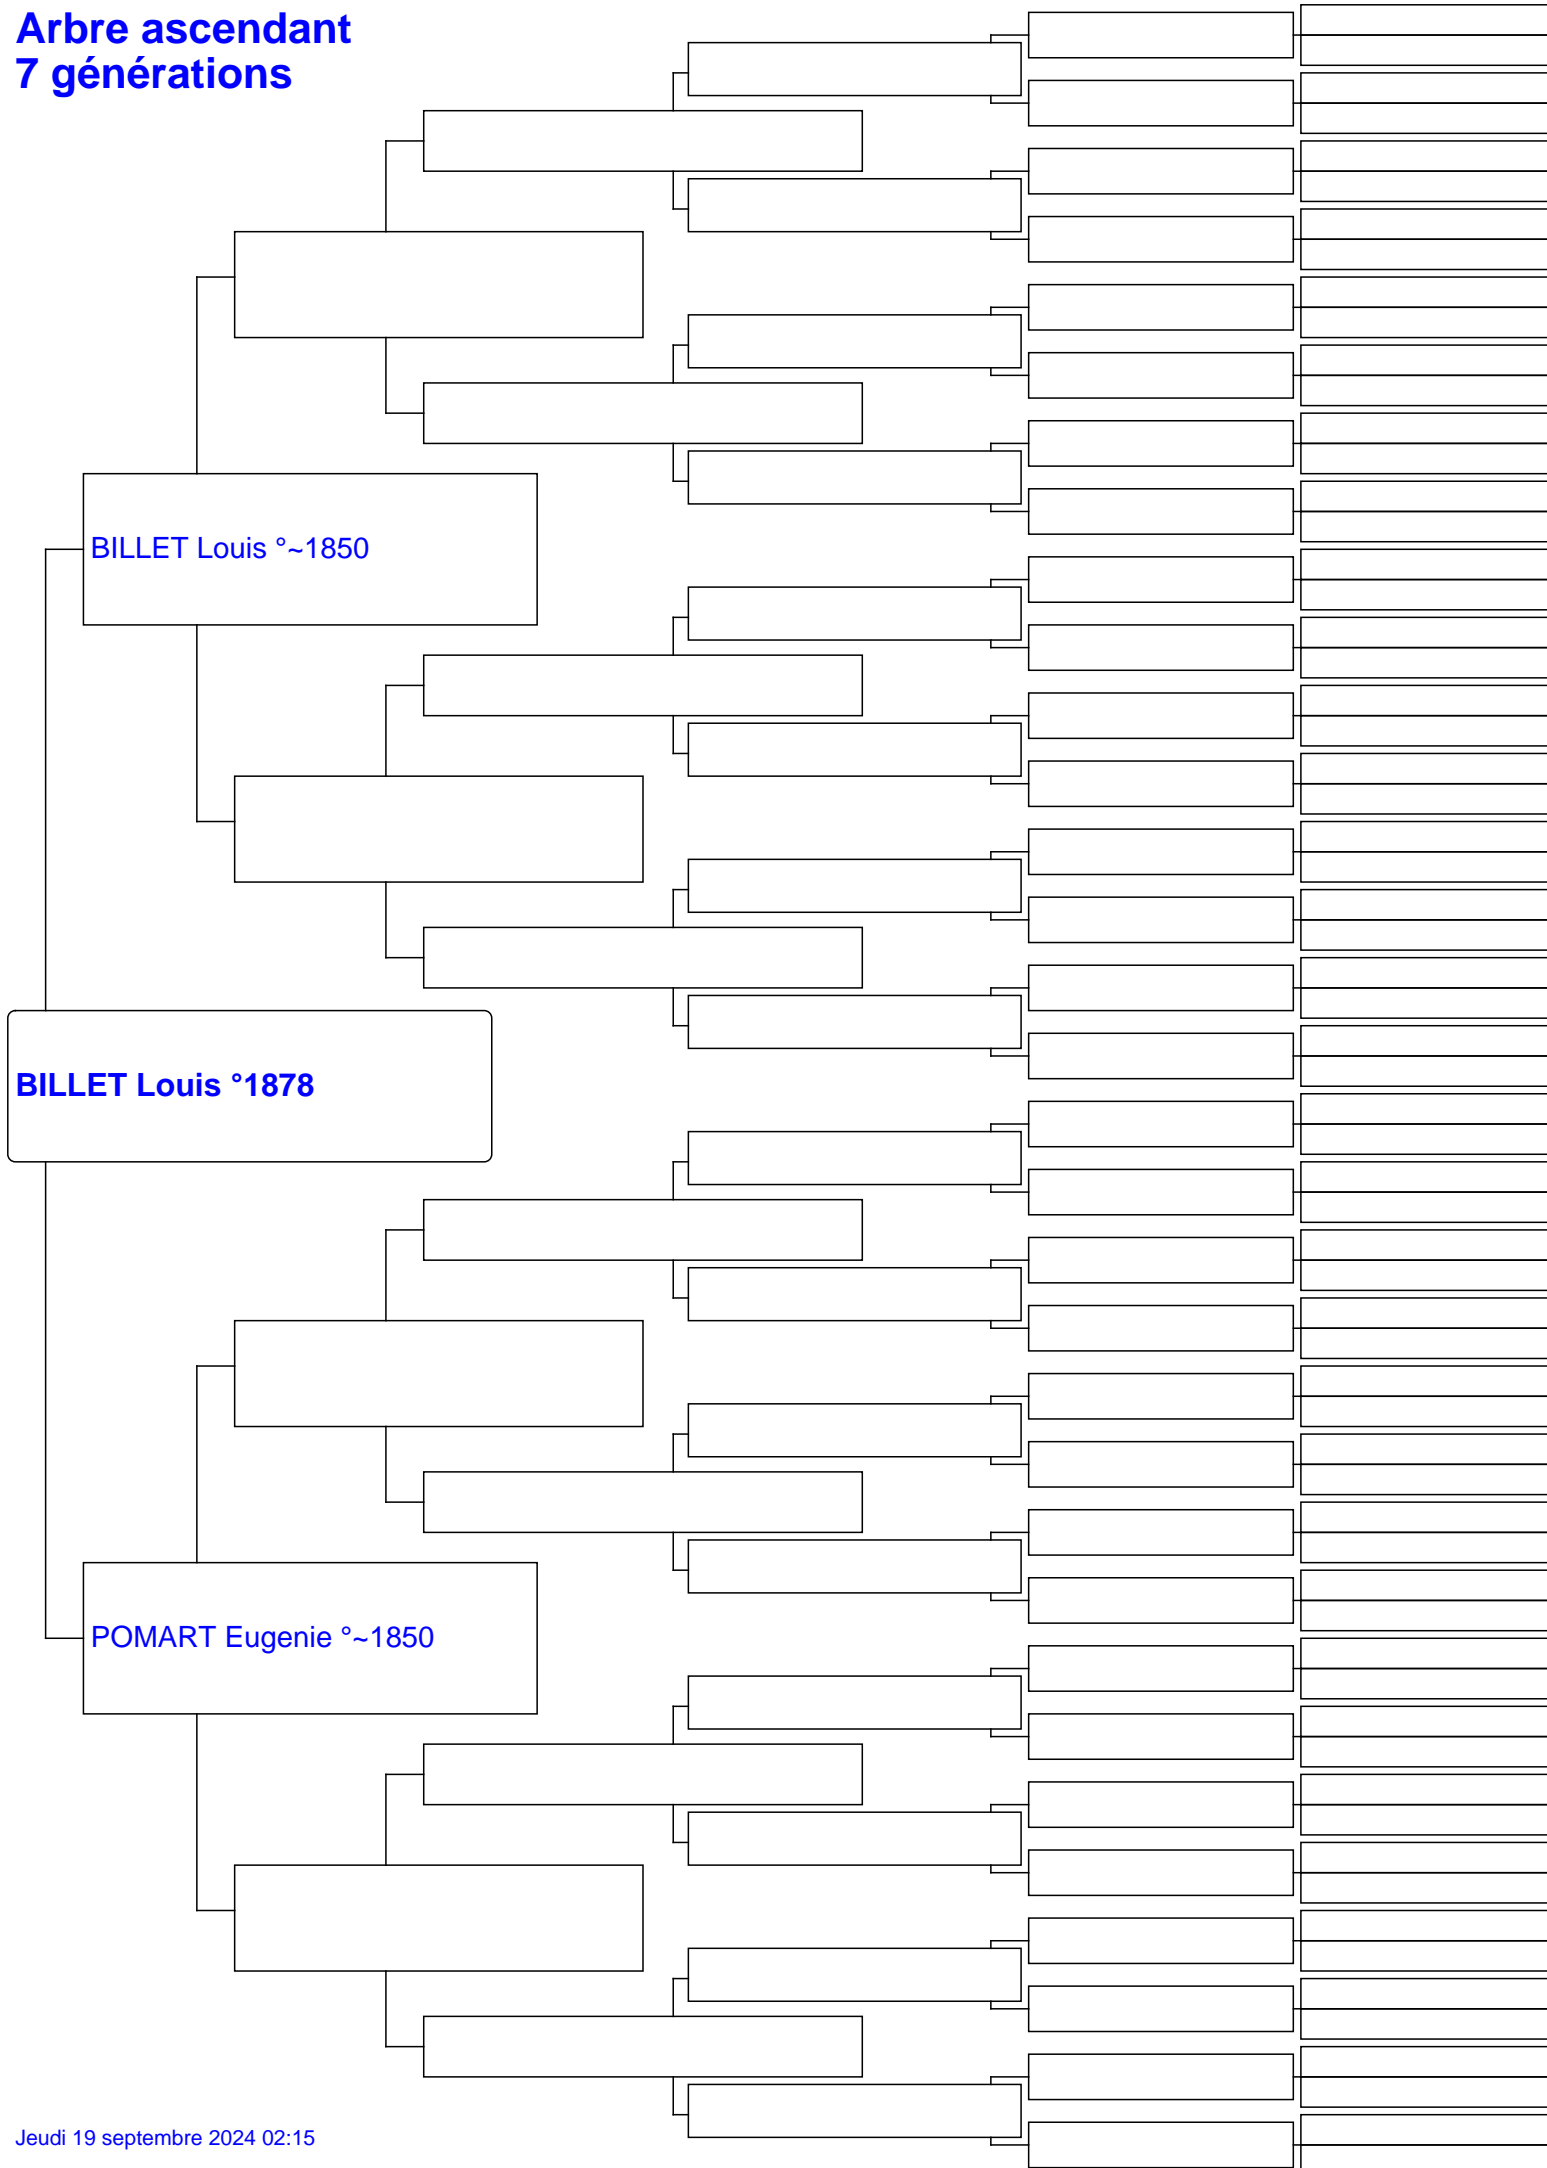 Arbre ascendant
7 générations
BILLET Louis °~1850
BILLET Louis °1878
POMART Eugenie °~1850
Jeudi 19 septembre 2024 02:15